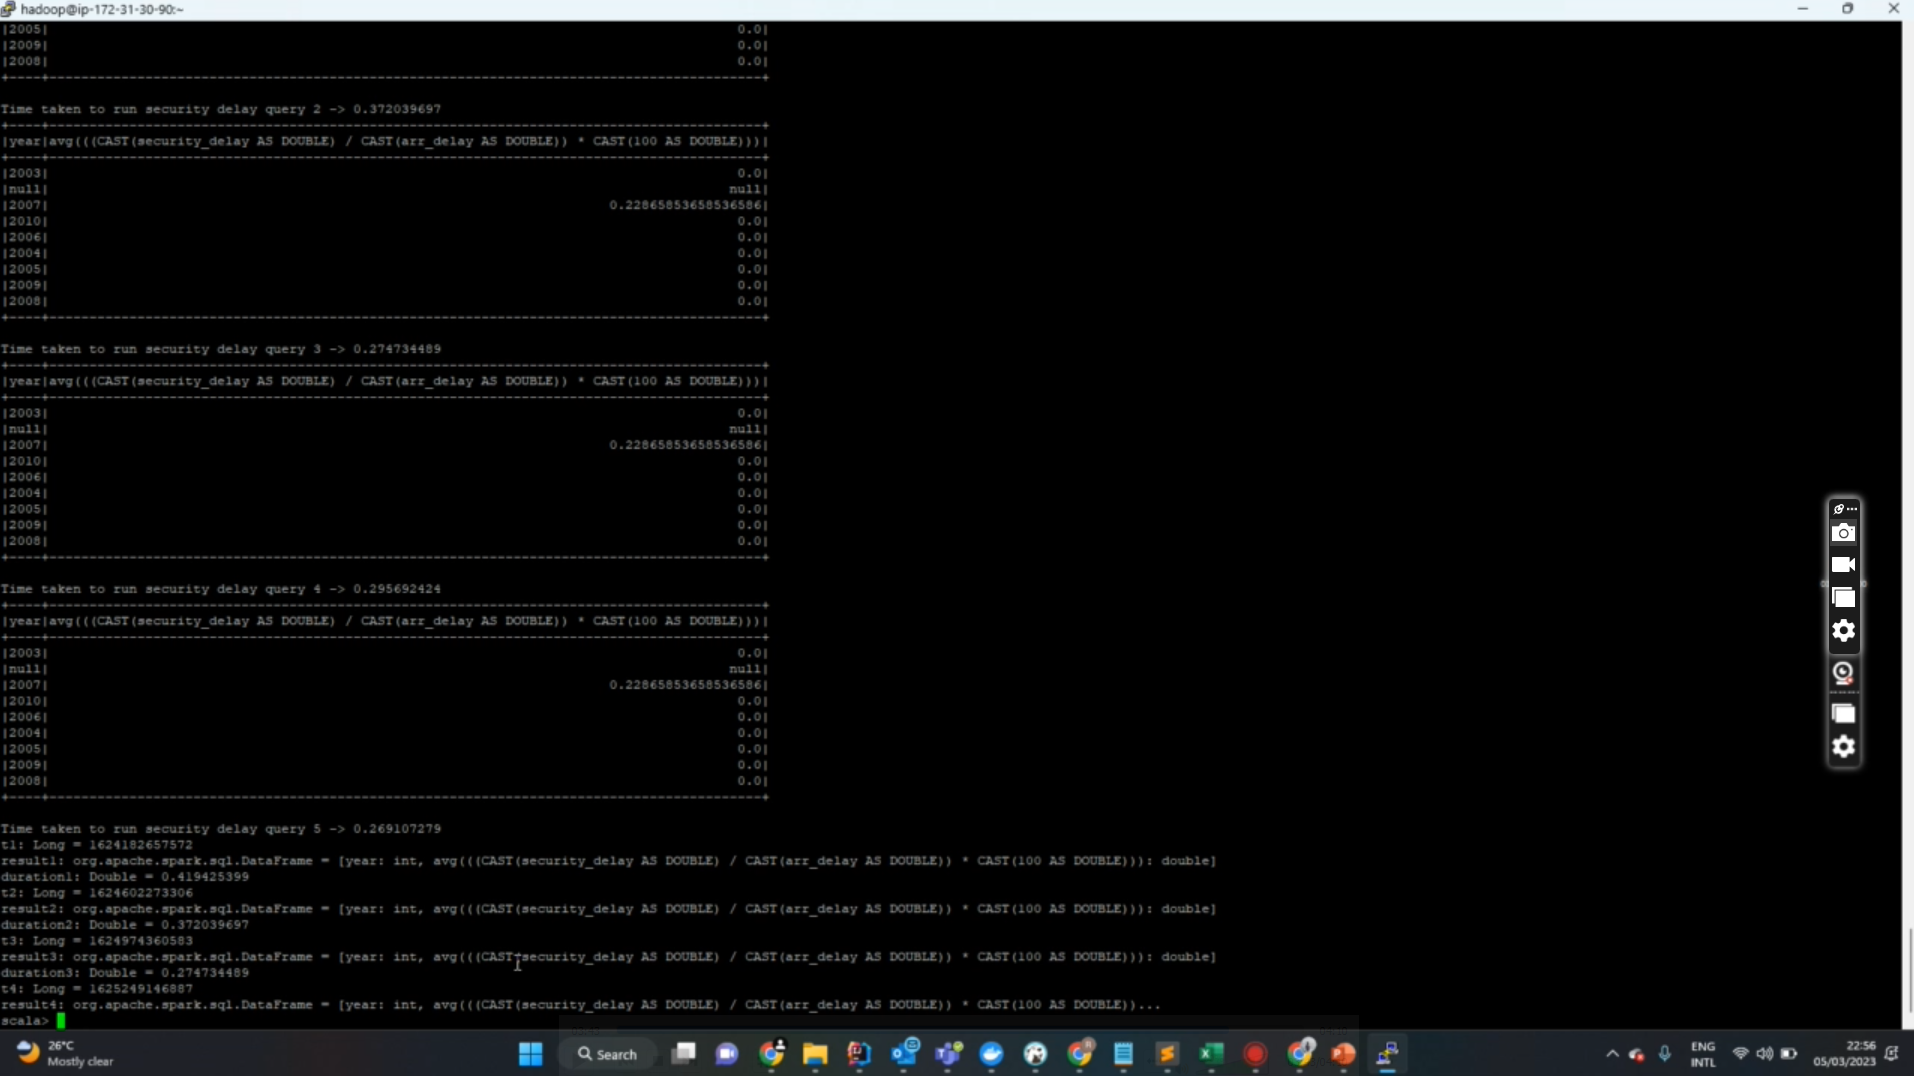 hadoop@ip-172-31-30-90:~
|2005|                                                                                      0.0|
|2009|                                                                                      0.0|
|2008|                                                                                      0.0|
+----+-----------------------------------------------------------------------------------------+
Time taken to run security delay query 2 -> 0.372039697
+----+-----------------------------------------------------------------------------------------+
|year|avg(((CAST(security_delay AS DOUBLE) / CAST(arr_delay AS DOUBLE)) * CAST(100 AS DOUBLE)))|
+----+-----------------------------------------------------------------------------------------+
|2003|                                                                                      0.0|
|null|                                                                                     null|
|2007|                                                                      0.22865853658536586|
|2010|                                                                                      0.0|
|2006|                                                                                      0.0|
|2004|                                                                                      0.0|
|2005|                                                                                      0.0|
|2009|                                                                                      0.0|
|2008|                                                                                      0.0|
+----+-----------------------------------------------------------------------------------------+
Time taken to run security delay query 3 -> 0.274734489
+----+-----------------------------------------------------------------------------------------+
|year|avg(((CAST(security_delay AS DOUBLE) / CAST(arr_delay AS DOUBLE)) * CAST(100 AS DOUBLE)))|
+----+-----------------------------------------------------------------------------------------+
|2003|                                                                                      0.0|
|null|                                                                                     null|
|2007|                                                                      0.22865853658536586|
|2010|                                                                                      0.0|
|2006|                                                                                      0.0|
|2004|                                                                                      0.0|
|2005|                                                                                      0.0|
|2009|                                                                                      0.0|
|2008|                                                                                      0.0|
+----+-----------------------------------------------------------------------------------------+
Time taken to run security delay query 4 -> 0.295692424
+----+-----------------------------------------------------------------------------------------+
|year|avg(((CAST(security_delay AS DOUBLE) / CAST(arr_delay AS DOUBLE)) * CAST(100 AS DOUBLE)))|
+----+-----------------------------------------------------------------------------------------+
|2003|                                                                                      0.0|
|null|                                                                                     null|
|2007|                                                                      0.22865853658536586|
|2010|                                                                                      0.0|
|2006|                                                                                      0.0|
|2004|                                                                                      0.0|
|2005|                                                                                      0.0|
|2009|                                                                                      0.0|
|2008|                                                                                      0.0|
+----+-----------------------------------------------------------------------------------------+
Time taken to run security delay query 5 -> 0.269107279
t1: Long = 1624182657572
result1: org.apache.spark.sql.DataFrame = [year: int, avg(((CAST(security_delay AS DOUBLE) / CAST(arr_delay AS DOUBLE)) * CAST(100 AS DOUBLE))): double]
duration1: Double = 0.419425399
t2: Long = 1624602273306
result2: org.apache.spark.sql.DataFrame = [year: int, avg(((CAST(security_delay AS DOUBLE) / CAST(arr_delay AS DOUBLE)) * CAST(100 AS DOUBLE))): double]
duration2: Double = 0.372039697
t3: Long = 1624974360583
result3: org.apache.spark.sql.DataFrame = [year: int, avg(((CAST(security_delay AS DOUBLE) / CAST(arr_delay AS DOUBLE)) * CAST(100 AS DOUBLE))): double]
duration3: Double = 0.274734489
t4: Long = 1625249146887
result4: org.apache.spark.sql.DataFrame = [year: int, avg(((CAST(security_delay AS DOUBLE) / CAST(arr_delay AS DOUBLE)) * CAST(100 AS DOUBLE))...
scala>
26°C
Mostly clear
Search
ENG
INTL
22:56
05/03/2023